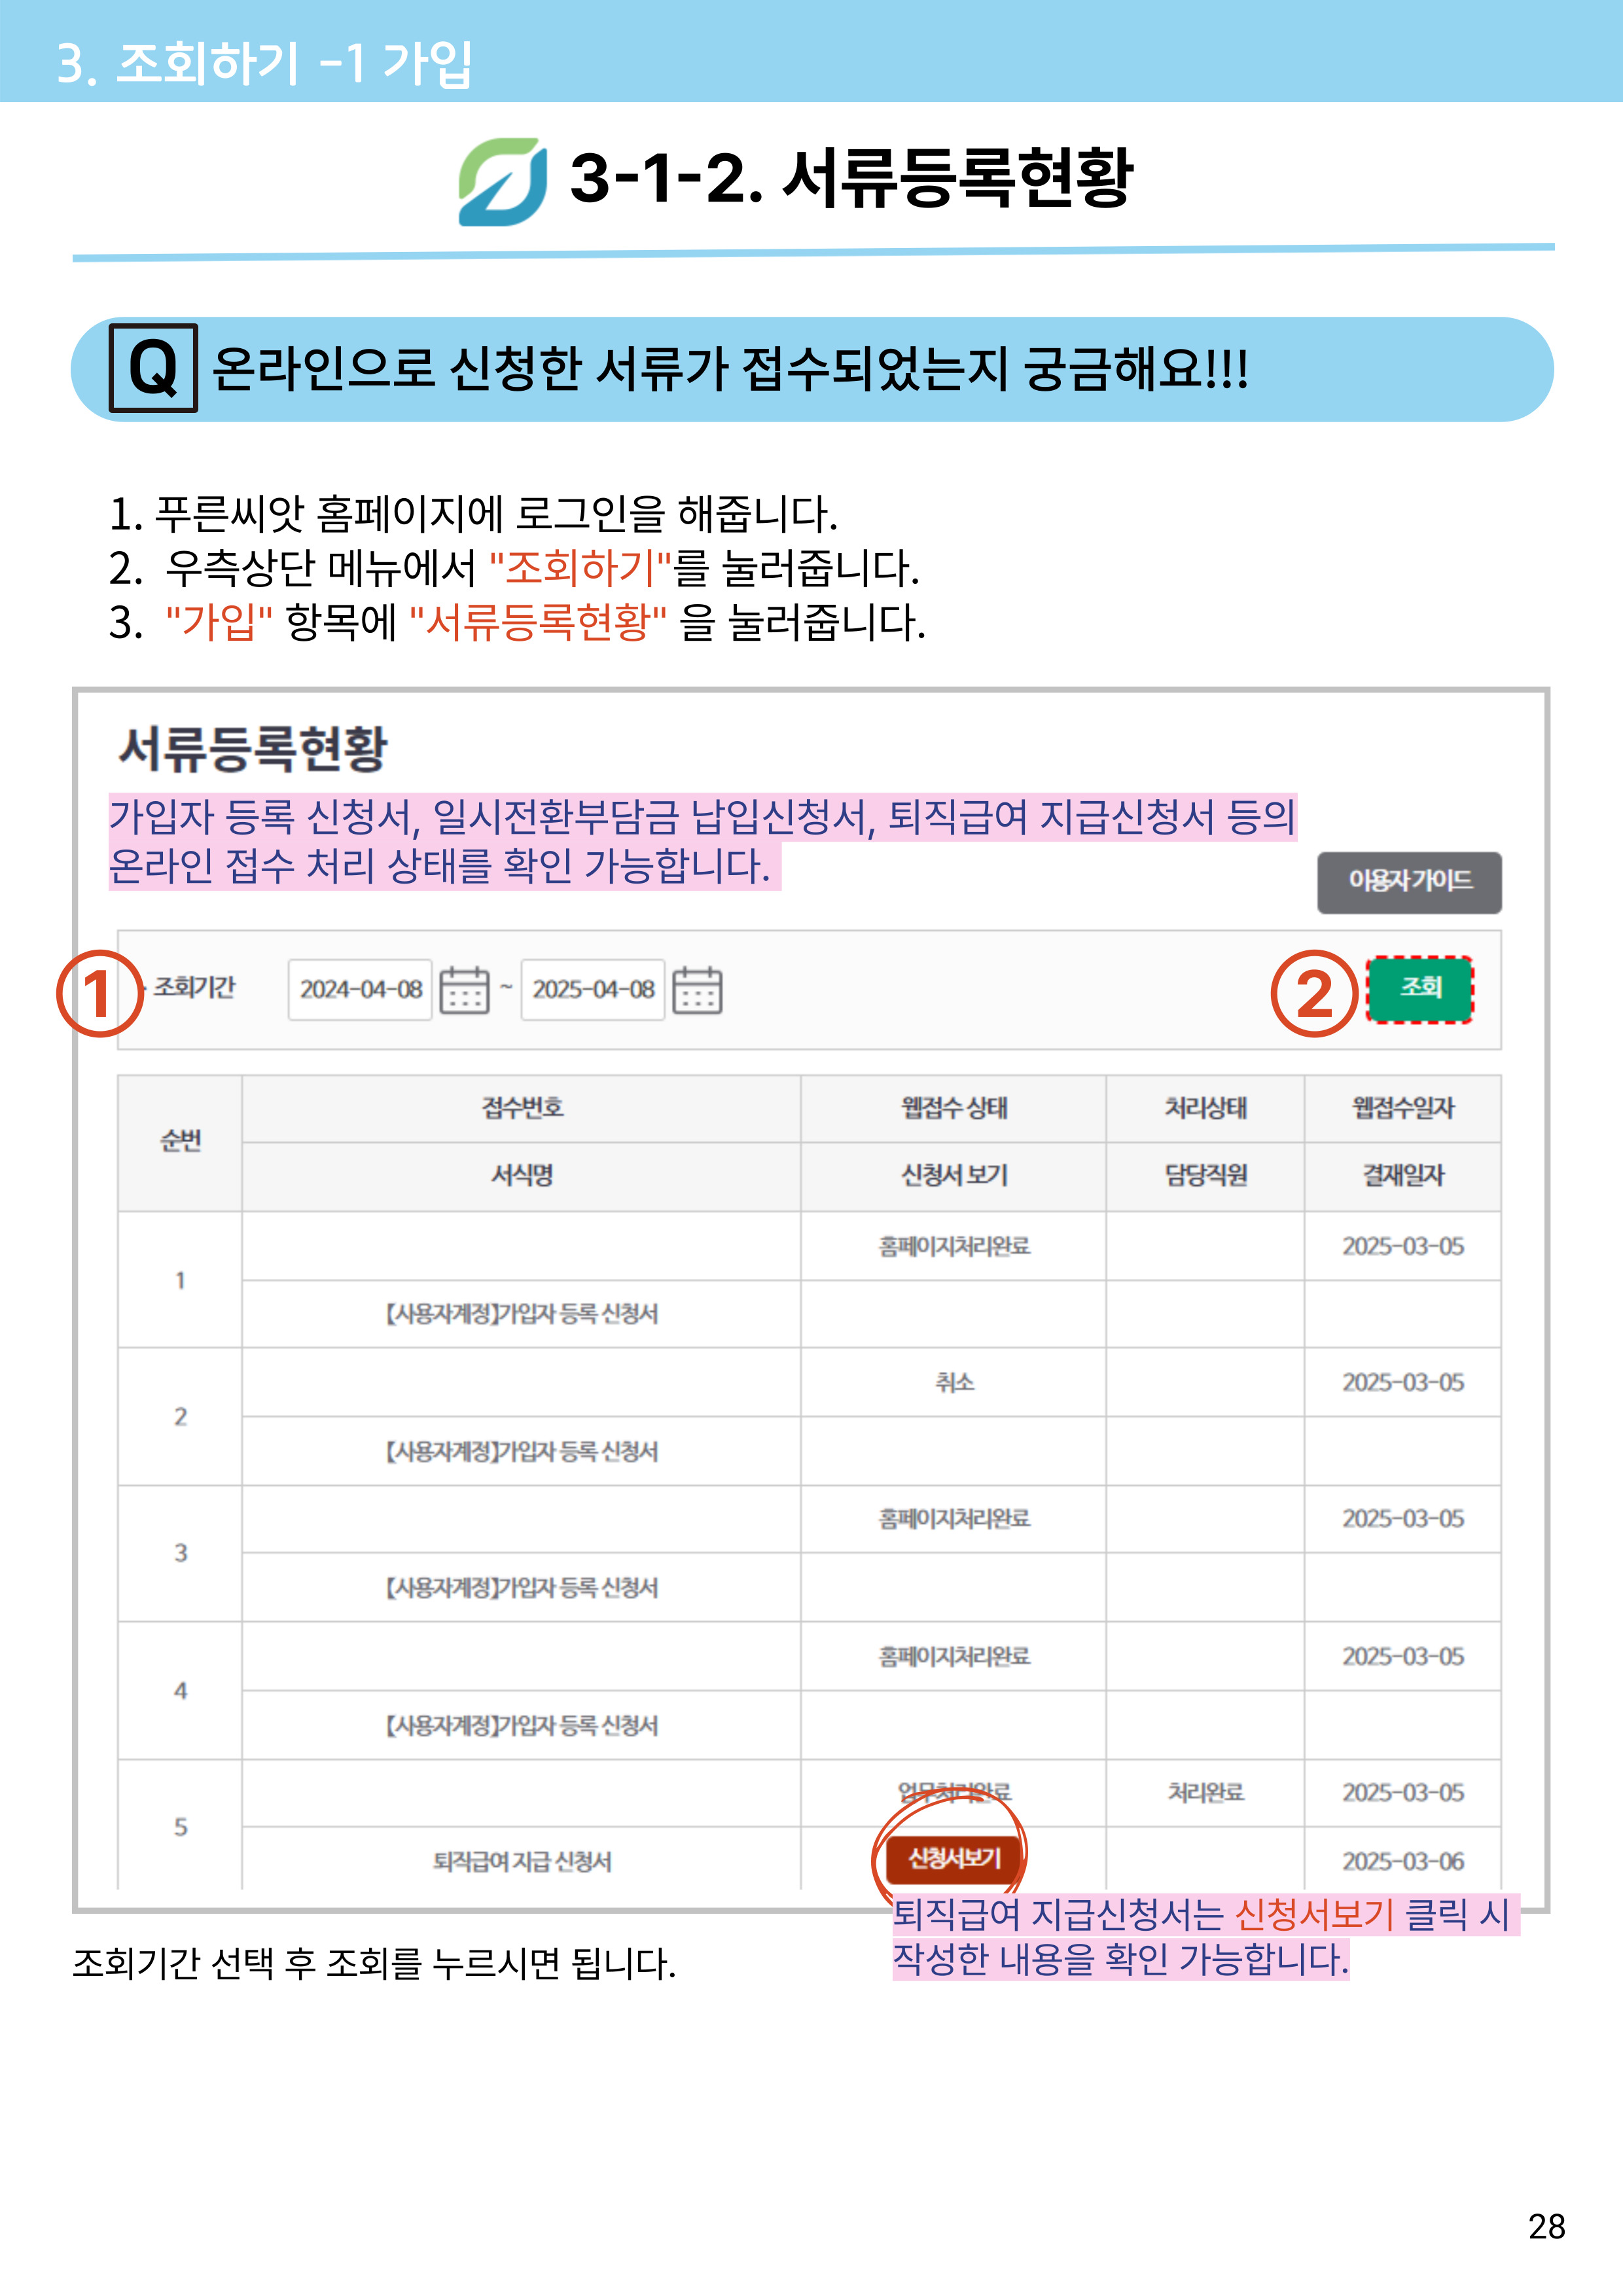 3. 조회하기 -1 가입
3-1-2. 서류등록현황
Q 온라인으로 신청한 서류가 접수되었는지 궁금해요!!!
1. 푸른씨앗 홈페이지에 로그인을 해줍니다.
2. 우측상단 메뉴에서 "조회하기"를 눌러줍니다.
3. "가입" 항목에 "서류등록현황" 을 눌러줍니다.
서류등록현황
가입자 등록 신청서, 일시전환부담금 납입신청서, 퇴직급여 지급신청서 등의
온라인 접수 처리 상태를 확인 가능합니다.
이용자 가이드
① 조회기간 2024-04-08 ~ 2025-04-08 ② 조회
순번 접수번호 웹접수 상태 처리상태 웹접수일자
서식명 신청서 보기 담당직원 결재일자
1 홈페이지처리완료 2025-03-05
【사용자계정】가입자 등록 신청서
2 취소 2025-03-05
【사용자계정】가입자 등록 신청서
3 홈페이지처리완료 2025-03-05
【사용자계정】가입자 등록 신청서
4 홈페이지처리완료 2025-03-05
【사용자계정】가입자 등록 신청서
5 업무처리완료 처리완료 2025-03-05
퇴직급여 지급 신청서 신청서보기 2025-03-06
퇴직급여 지급신청서는 신청서보기 클릭 시
작성한 내용을 확인 가능합니다.
조회기간 선택 후 조회를 누르시면 됩니다.
28